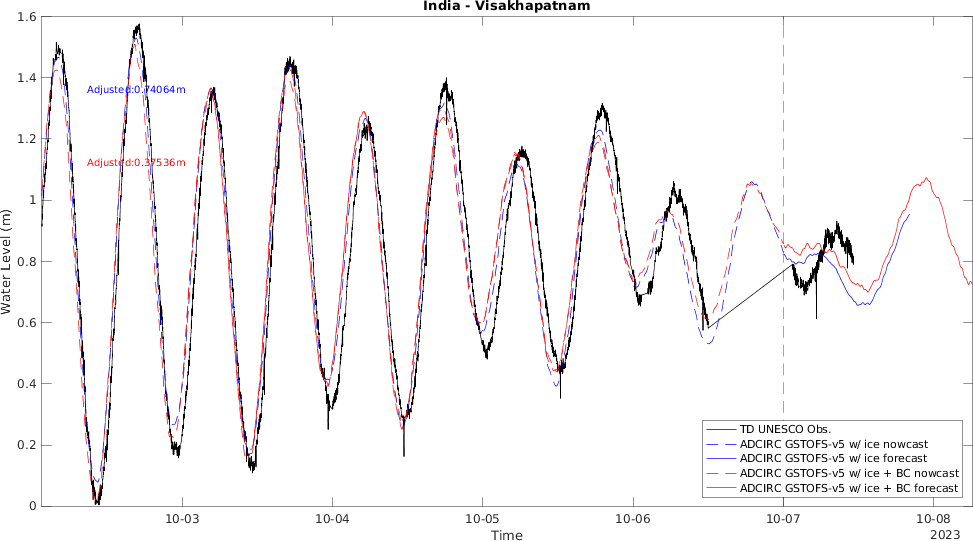 India - Visakhapatnam
1.6
1.4
1.2
1
0.8
0.6
0.4
0.2
0
Water Level (m)
Adjusted:0.74064m
Adjusted:0.37536m
TD UNESCO Obs.
ADCIRC GSTOFS-v5 w/ ice nowcast
ADCIRC GSTOFS-v5 w/ ice forecast
ADCIRC GSTOFS-v5 w/ ice + BC nowcast
ADCIRC GSTOFS-v5 w/ ice + BC forecast
10-03 10-04 10-05 10-06 10-07 10-08
2023
Time